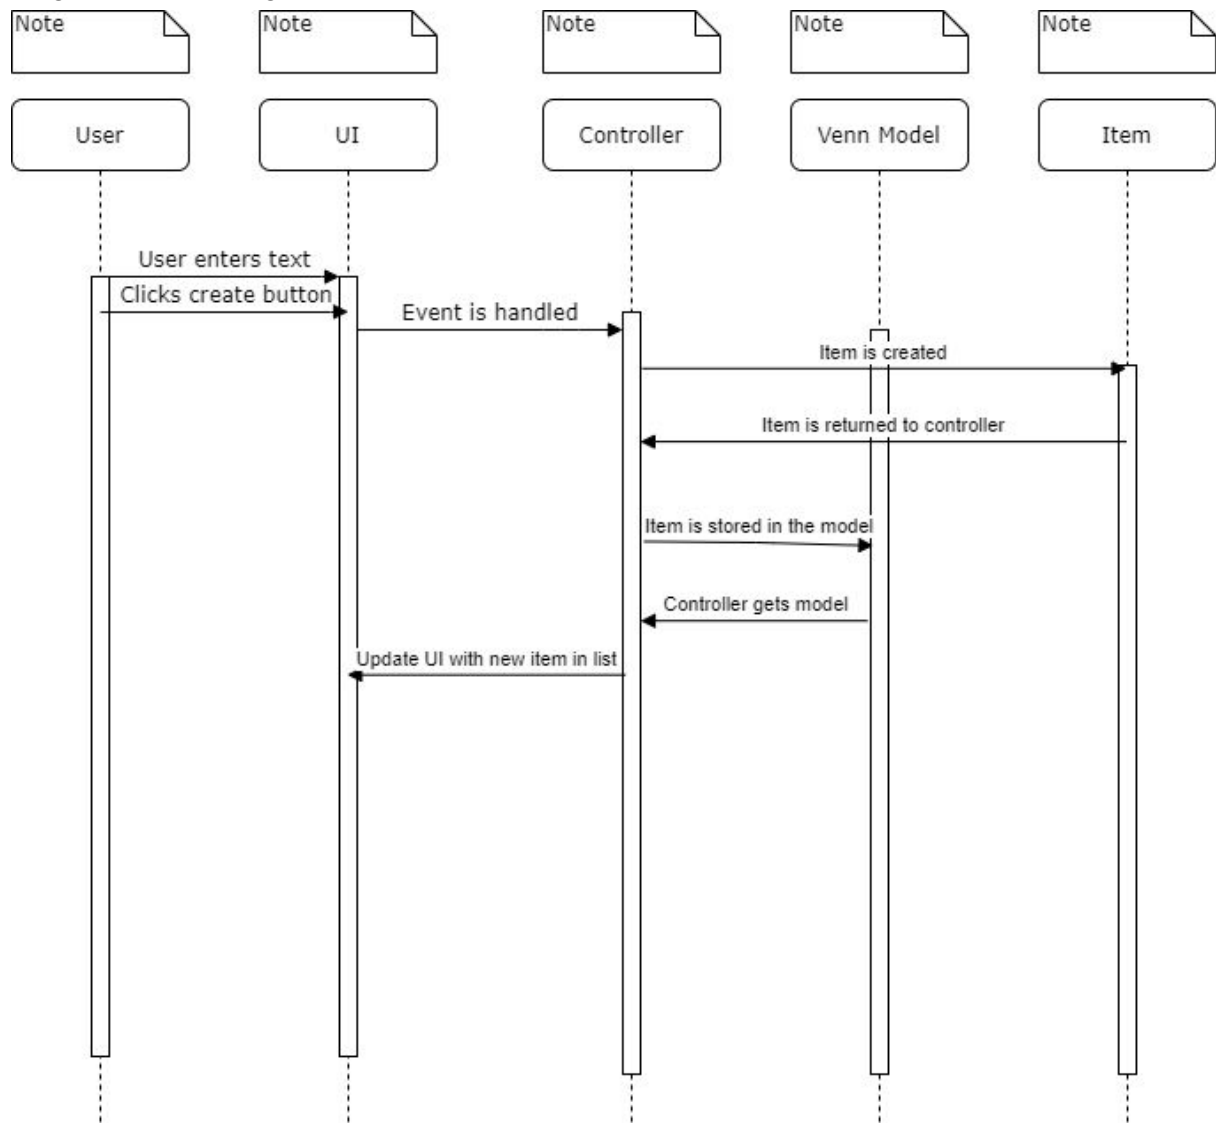 Note
Note
Note
Note
Note
User
UI
Controller
Venn Model
Item
User enters text
Clicks create button
Event is handled
Item is created
Item is returned to controller
Item is stored in the model
Controller gets model
Update UI with new item in list